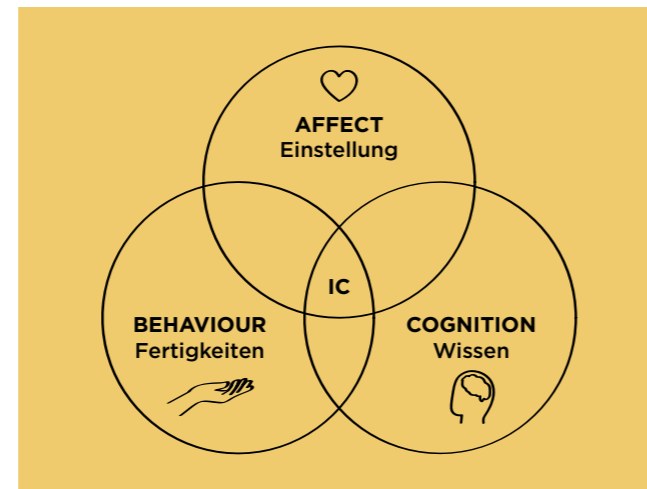 AFFECT
Einstellung
IC
BEHAVIOUR
Fertigkeiten
COGNITION
Wissen